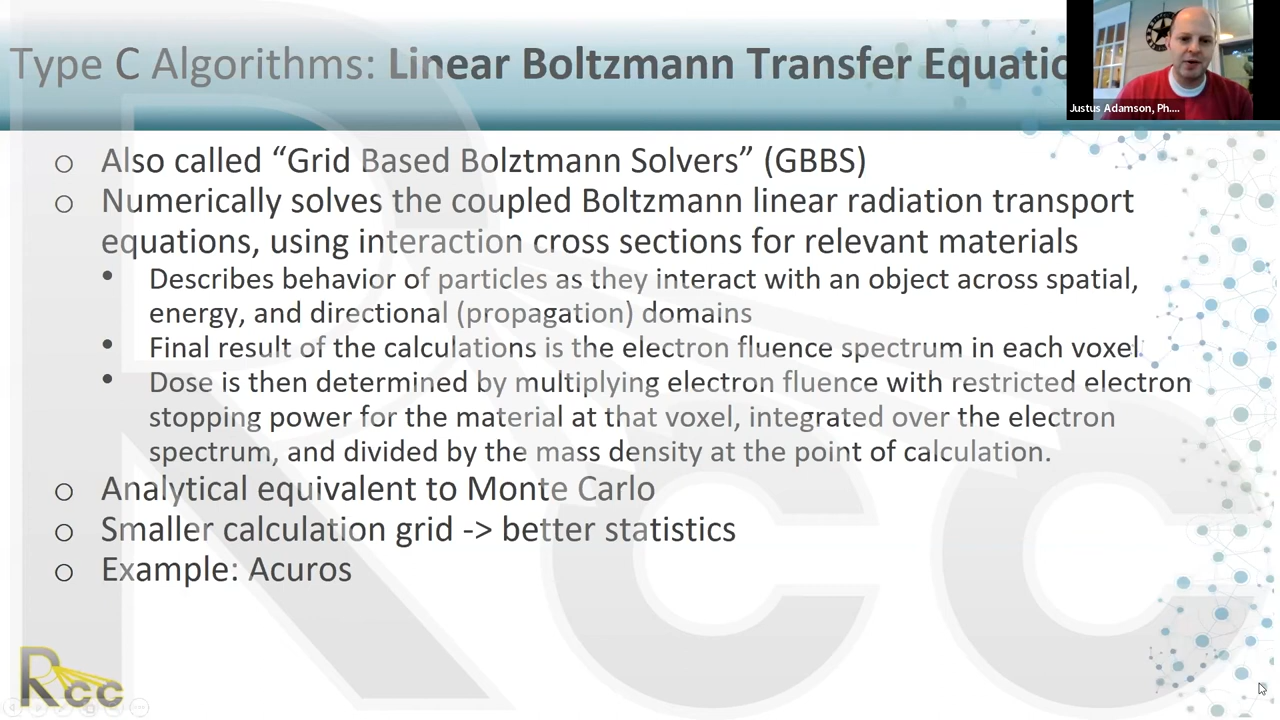 Type C Algorithms: Linear Boltzmann Transfer Equatio
Justus Adamson, Ph....
○ Also called “Grid Based Bolztmann Solvers” (GBBS)
○ Numerically solves the coupled Boltzmann linear radiation transport
equations, using interaction cross sections for relevant materials
• Describes behavior of particles as they interact with an object across spatial,
energy, and directional (propagation) domains
• Final result of the calculations is the electron fluence spectrum in each voxel.
• Dose is then determined by multiplying electron fluence with restricted electron
stopping power for the material at that voxel, integrated over the electron
spectrum, and divided by the mass density at the point of calculation.
○ Analytical equivalent to Monte Carlo
○ Smaller calculation grid -> better statistics
○ Example: Acuros
Rcc
Rcc